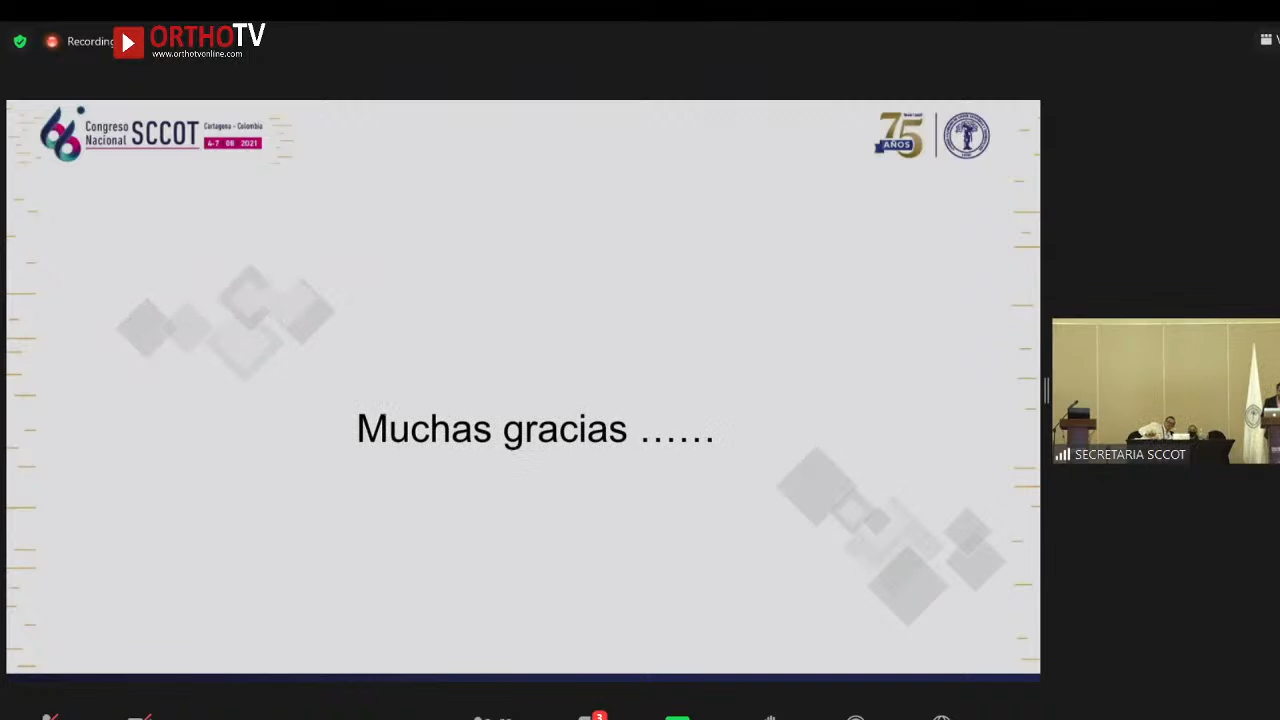 Recording
ORTHOTV
www.orthotvonline.com
Congreso
Nacional
SCCOT
Cartagena - Colombia
4-7 08 2021
75
AÑOS
Muchas gracias ......
SECRETARIA SCCOT
3